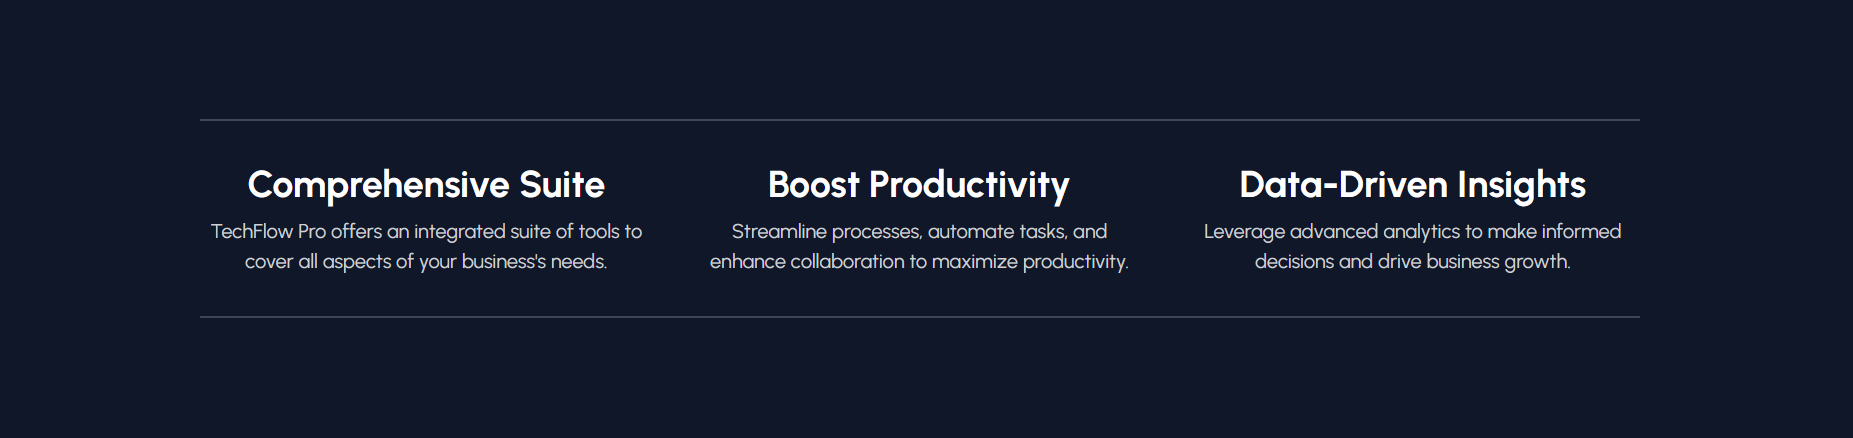 Comprehensive Suite
TechFlow Pro offers an integrated suite of tools to
cover all aspects of your business's needs.
Boost Productivity
Streamline processes, automate tasks, and
enhance collaboration to maximize productivity.
Data-Driven Insights
Leverage advanced analytics to make informed
decisions and drive business growth.